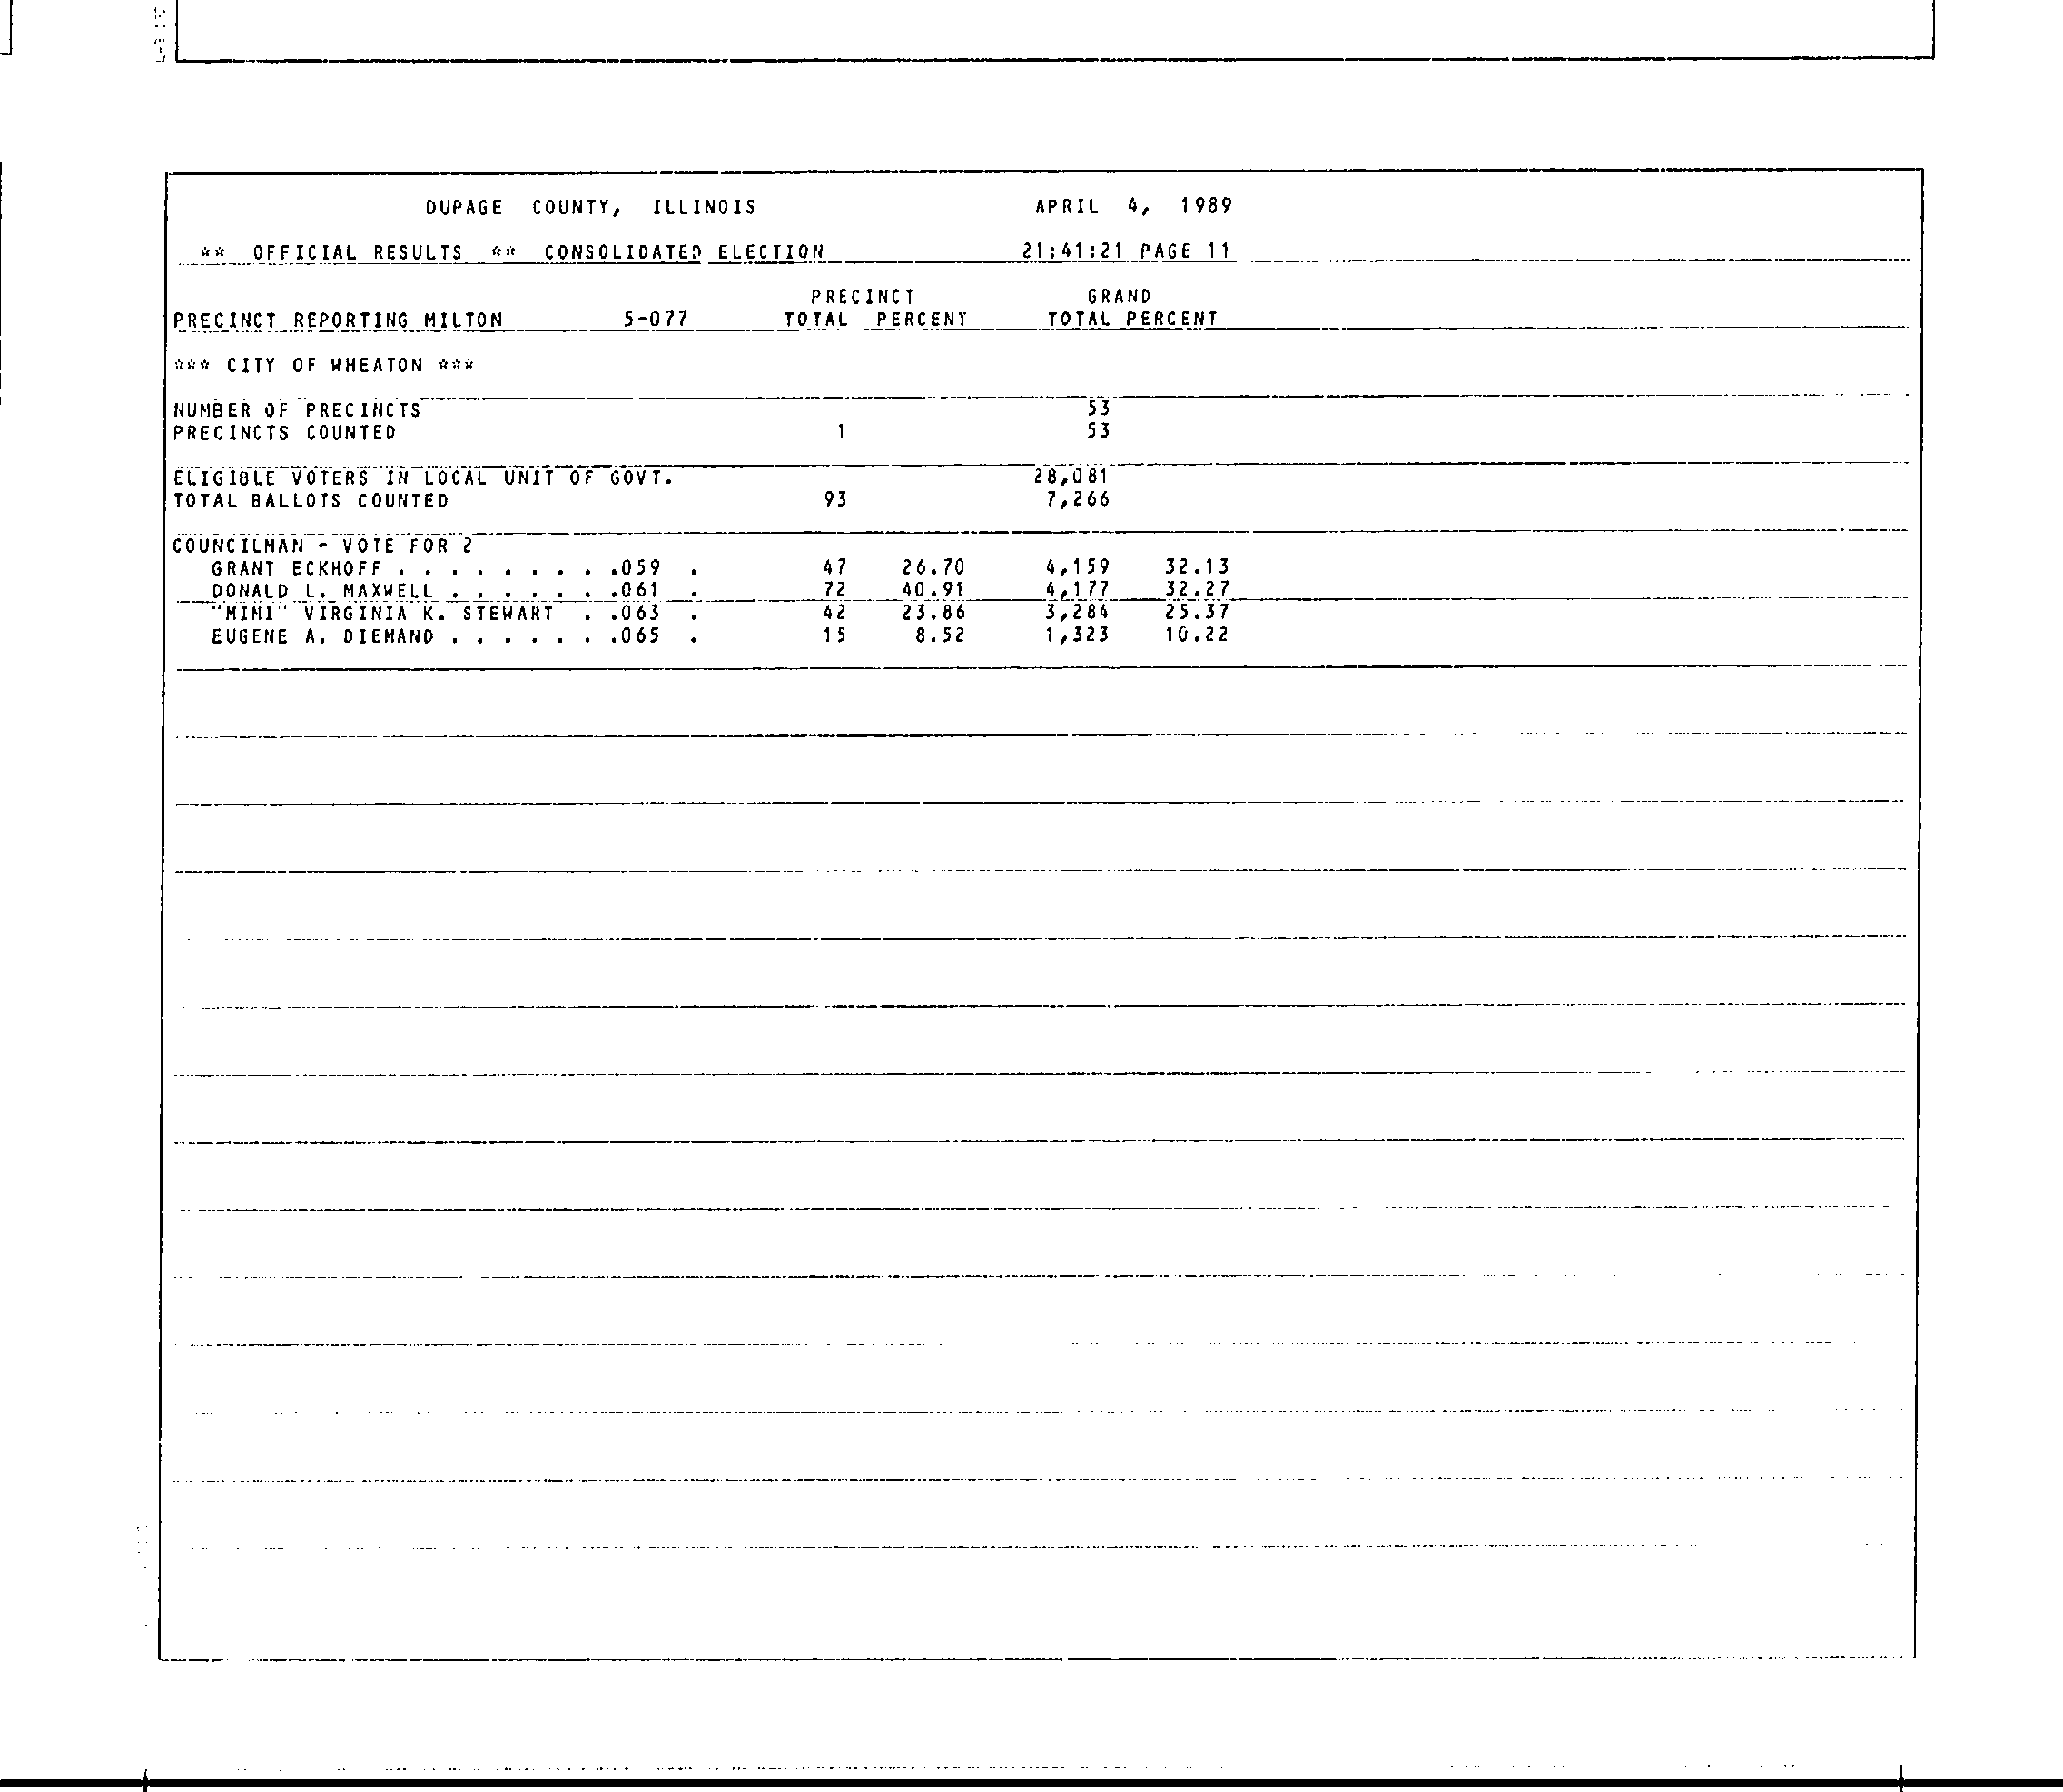 DUPAGE COUNTY, ILLINOIS APRIL 4, 1989
** OFFICIAL RESULTS ** CONSOLIDATED ELECTION 21:41:21 PAGE 11
PRECINCT GRAND
PRECINCT REPORTING MILTON 5-077 TOTAL PERCENT TOTAL PERCENT
*** CITY OF WHEATON ***
NUMBER OF PRECINCTS 53
PRECINCTS COUNTED 1 53
ELIGIBLE VOTERS IN LOCAL UNIT OF GOVT. 28,081
TOTAL BALLOTS COUNTED 93 7,266
COUNCILMAN - VOTE FOR 2
GRANT ECKHOFF . . . . . . . . .059 . 47 26.70 4,159 32.13
DONALD L. MAXWELL . . . . . . .061 . 72 40.91 4,177 32.27
"MIMI" VIRGINIA K. STEWART . .063 . 42 23.86 3,284 25.37
EUGENE A. DIEMAND . . . . . . .065 . 15 8.52 1,323 10.22